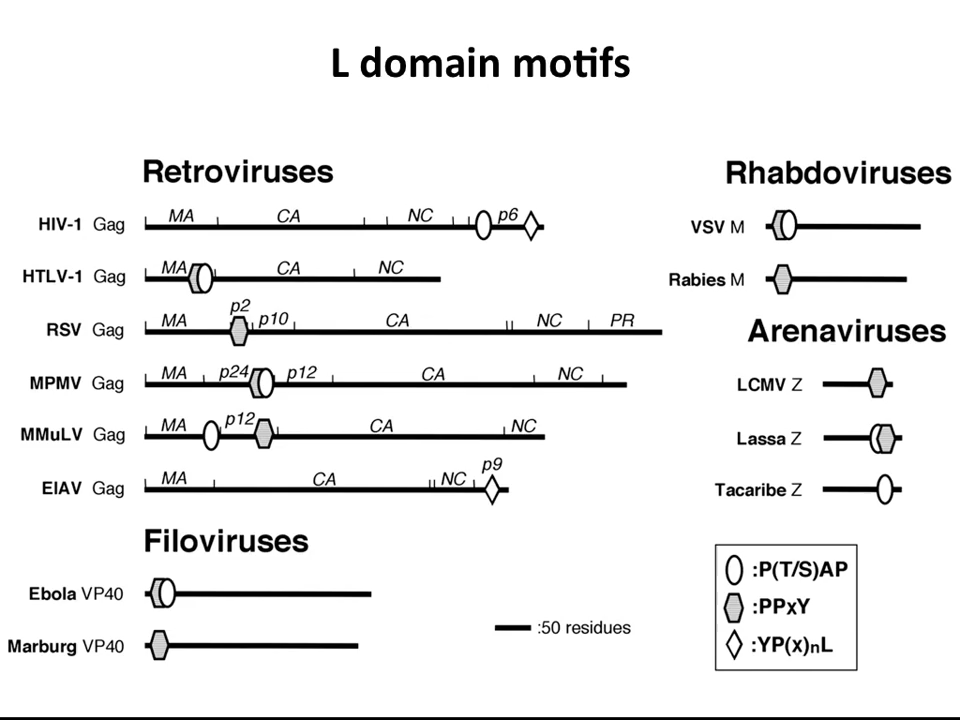 L domain motifs
Retroviruses
HIV-1 Gag MA CA NC p6
HTLV-1 Gag MA CA NC
RSV Gag MA p2 p10 CA NC PR
MPMV Gag MA p24 p12 CA NC
MMuLV Gag MA p12 CA NC
EIAV Gag MA CA NC p9
Filoviruses
Ebola VP40
Marburg VP40
:50 residues
Rhabdoviruses
VSV M
Rabies M
Arenaviruses
LCMV Z
Lassa Z
Tacaribe Z
:P(T/S)AP
:PPxY
:YP(x)nL